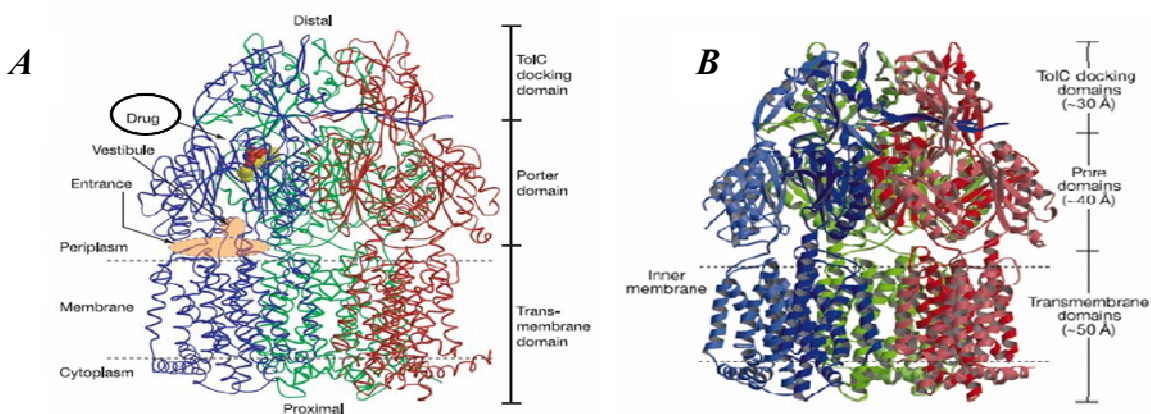 A
Distal
Drug
Vestibule
Entrance
Periplasm
Membrane
Cytoplasm
Proximal
TolC
docking
domain
Porter
domain
Trans-
membrane
domain
B
Inner
membrane
TolC docking
domains
(~30 Å)
Pore
domains
(~40 Å)
Transmembrane
domains
(~50 Å)